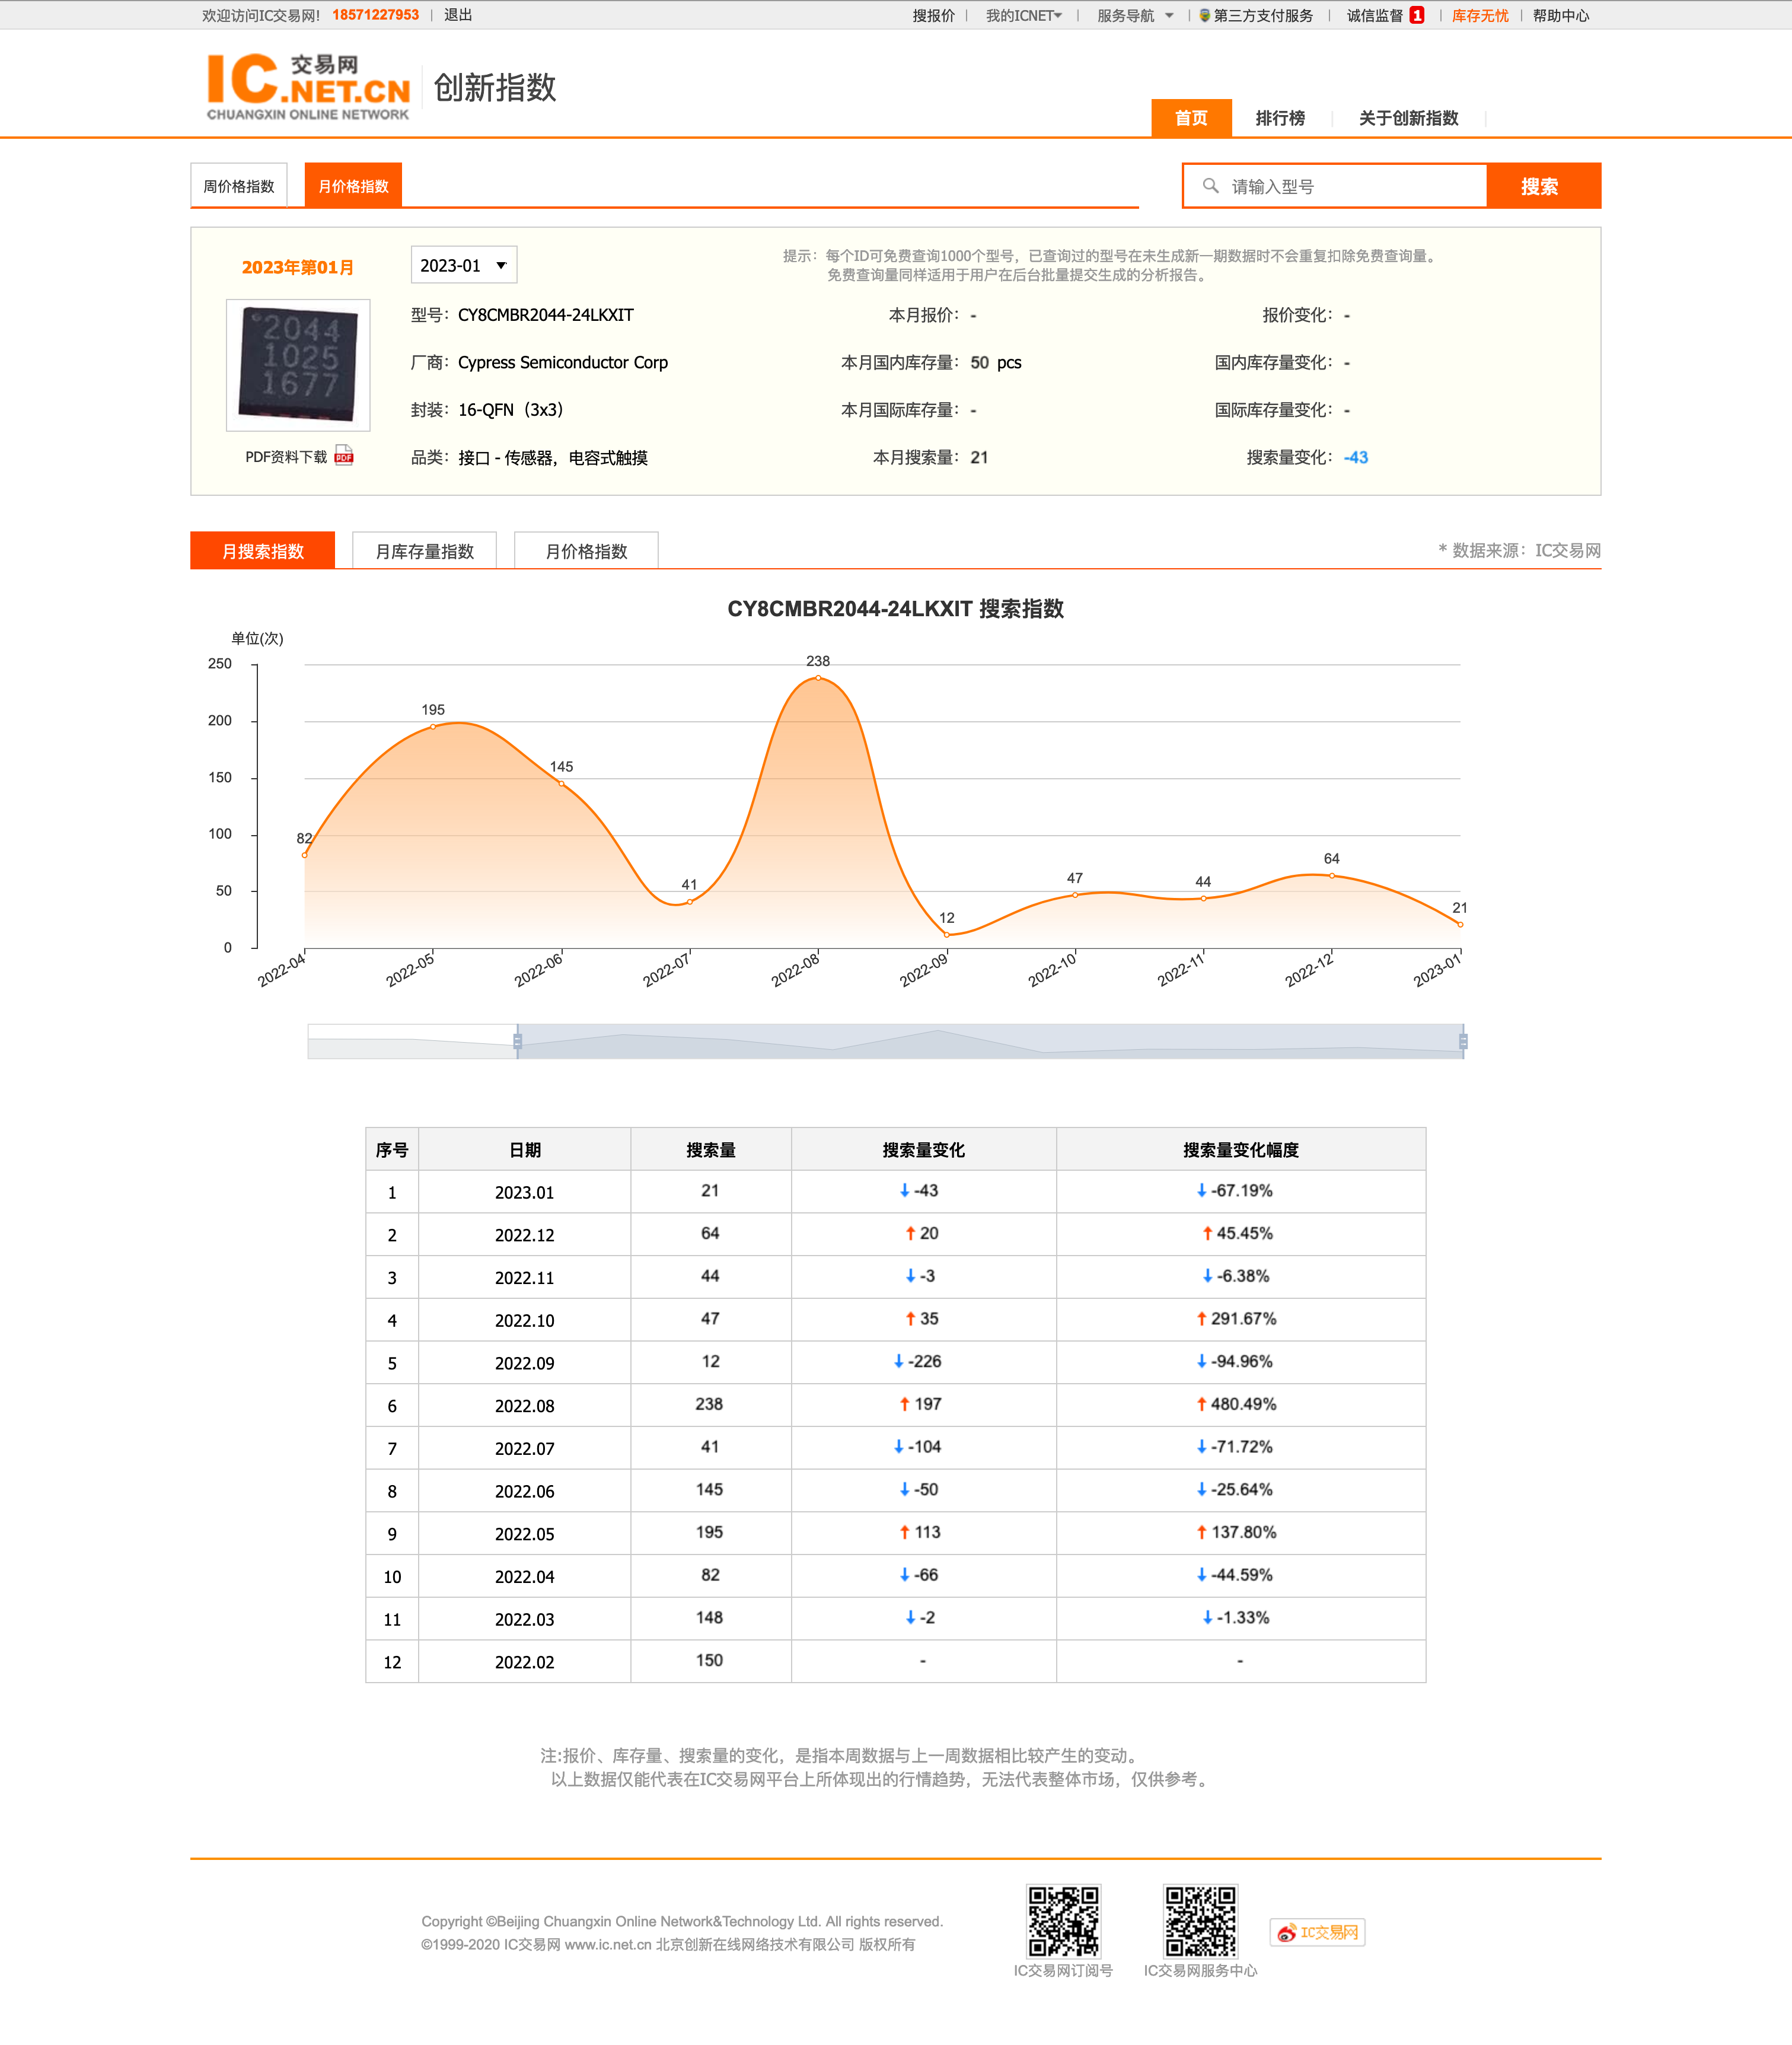 欢迎访问IC交易网! 18571227953 | 退出
搜报价 | 我的ICNET | 服务导航 | 第三方支付服务 | 诚信监督 1 | 库存无忧 | 帮助中心
IC交易网
.NET.CN
CHUANGXIN ONLINE NETWORK
创新指数
首页 排行榜 关于创新指数
周价格指数 月价格指数
请输入型号 搜索
2023年第01月 2023-01
提示：每个ID可免费查询1000个型号，已查询过的型号在未生成新一期数据时不会重复扣除免费查询量。
免费查询量同样适用于用户在后台批量提交生成的分析报告。
2044
1025
1677
PDF资料下载 PDF
型号：CY8CMBR2044-24LKXIT 本月报价：- 报价变化：-
厂商：Cypress Semiconductor Corp 本月国内库存量：50 pcs 国内库存量变化：-
封装：16-QFN（3x3） 本月国际库存量：- 国际库存量变化：-
品类：接口 - 传感器，电容式触摸 本月搜索量：21 搜索量变化：-43
月搜索指数 月库存量指数 月价格指数 * 数据来源：IC交易网
CY8CMBR2044-24LKXIT 搜索指数
单位(次)
250
200
150
100
50
0
82 195 145 41 238 12 47 44 64 21
2022-04 2022-05 2022-06 2022-07 2022-08 2022-09 2022-10 2022-11 2022-12 2023-01
序号 日期 搜索量 搜索量变化 搜索量变化幅度
1 2023.01 21 ↓-43 ↓-67.19%
2 2022.12 64 ↑20 ↑45.45%
3 2022.11 44 ↓-3 ↓-6.38%
4 2022.10 47 ↑35 ↑291.67%
5 2022.09 12 ↓-226 ↓-94.96%
6 2022.08 238 ↑197 ↑480.49%
7 2022.07 41 ↓-104 ↓-71.72%
8 2022.06 145 ↓-50 ↓-25.64%
9 2022.05 195 ↑113 ↑137.80%
10 2022.04 82 ↓-66 ↓-44.59%
11 2022.03 148 ↓-2 ↓-1.33%
12 2022.02 150 - -
注:报价、库存量、搜索量的变化，是指本周数据与上一周数据相比较产生的变动。
以上数据仅能代表在IC交易网平台上所体现出的行情趋势，无法代表整体市场，仅供参考。
Copyright ©Beijing Chuangxin Online Network&Technology Ltd. All rights reserved.
©1999-2020 IC交易网 www.ic.net.cn 北京创新在线网络技术有限公司 版权所有
IC交易网订阅号 IC交易网服务中心 IC交易网